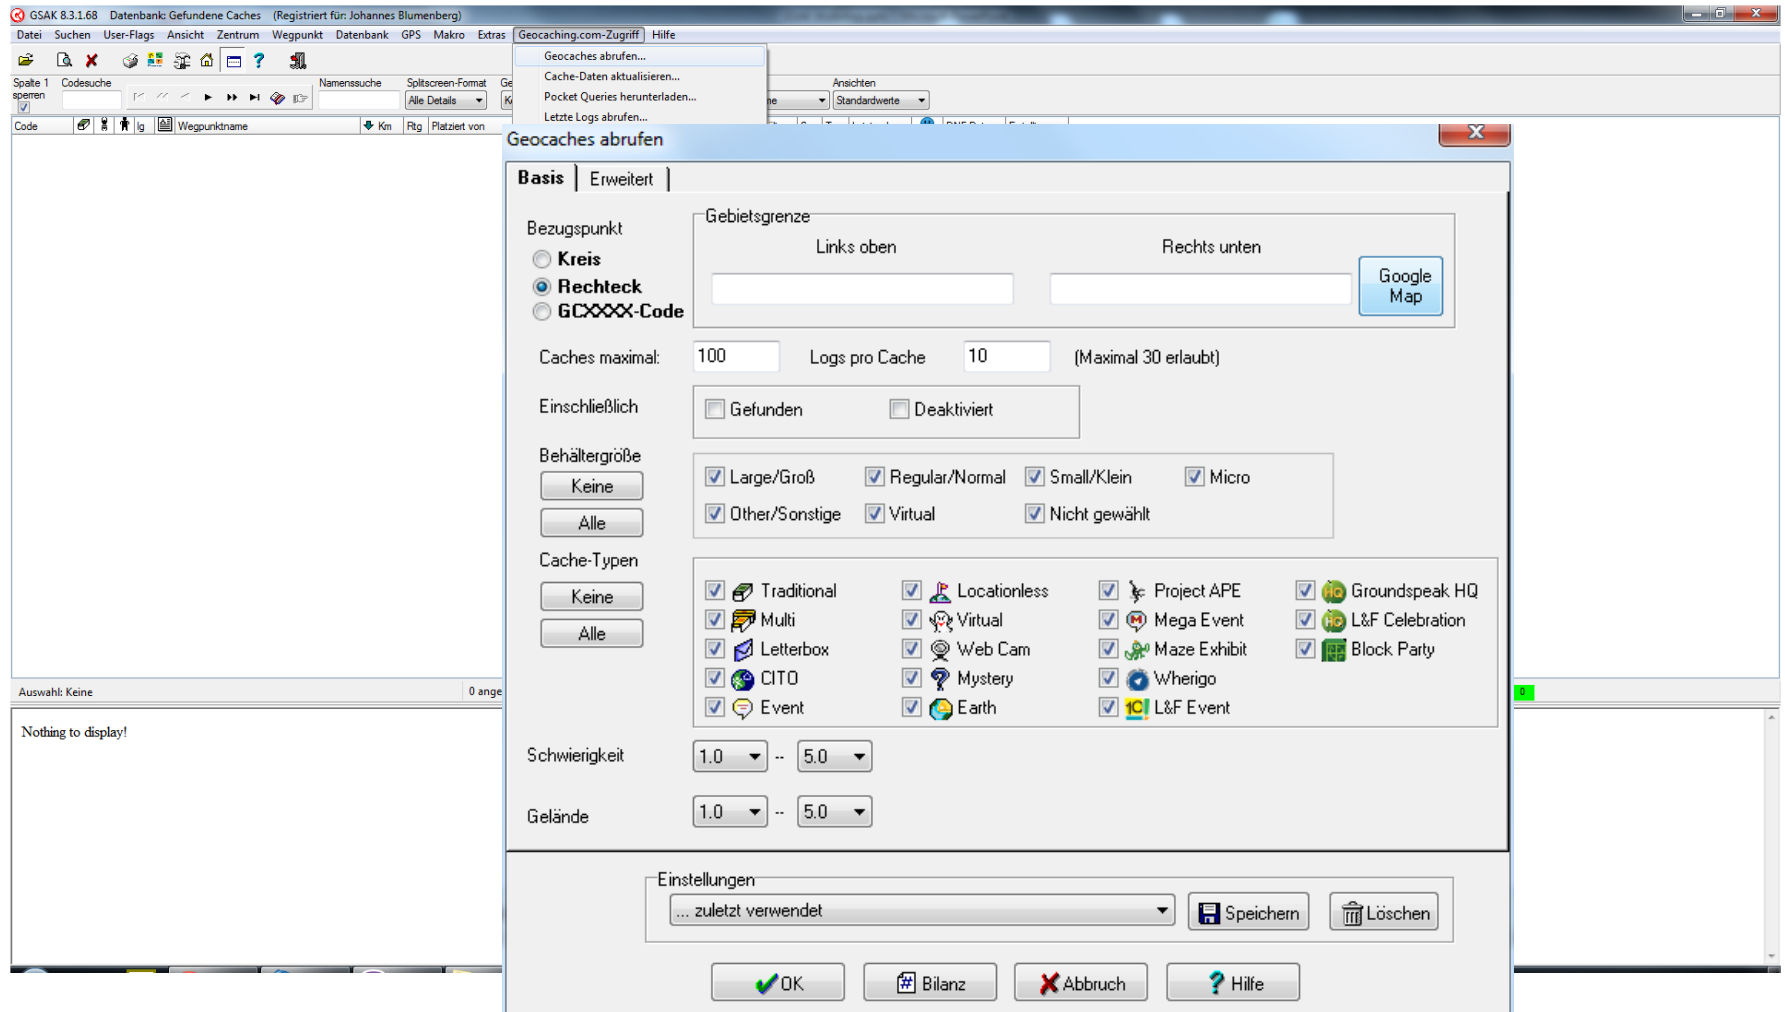 GSAK 8.3.1.68 Datenbank: Gefundene Caches (Registriert für: Johannes Blumenberg)
Datei Suchen User-Flags Ansicht Zentrum Wegpunkt Datenbank GPS Makro Extras Geocaching.com-Zugriff Hilfe
Geocaches abrufen...
Cache-Daten aktualisieren...
Pocket Queries herunterladen...
Letzte Logs abrufen...
Spalte 1 sperren
Codesuche
Namenssuche
Splitscreen-Format
Alle Details
Ansichten
Standardwerte
Code lg Wegpunktname Km Rtg Platziert von
Geocaches abrufen
Basis Erweitert
Bezugspunkt
Kreis
Rechteck
GCXXXX-Code
Gebietsgrenze
Links oben Rechts unten
Google Map
Caches maximal: 100 Logs pro Cache 10 (Maximal 30 erlaubt)
Einschließlich Gefunden Deaktiviert
Behältergröße
Keine
Alle
Large/Groß Regular/Normal Small/Klein Micro
Other/Sonstige Virtual Nicht gewählt
Cache-Typen
Keine
Alle
Traditional Locationless Project APE Groundspeak HQ
Multi Virtual Mega Event L&F Celebration
Letterbox Web Cam Maze Exhibit Block Party
CITO Mystery Wherigo
Event Earth L&F Event
Schwierigkeit 1.0 -- 5.0
Gelände 1.0 -- 5.0
Einstellungen
... zuletzt verwendet Speichern Löschen
OK Bilanz Abbruch Hilfe
Auswahl: Keine 0 ange
0
Nothing to display!